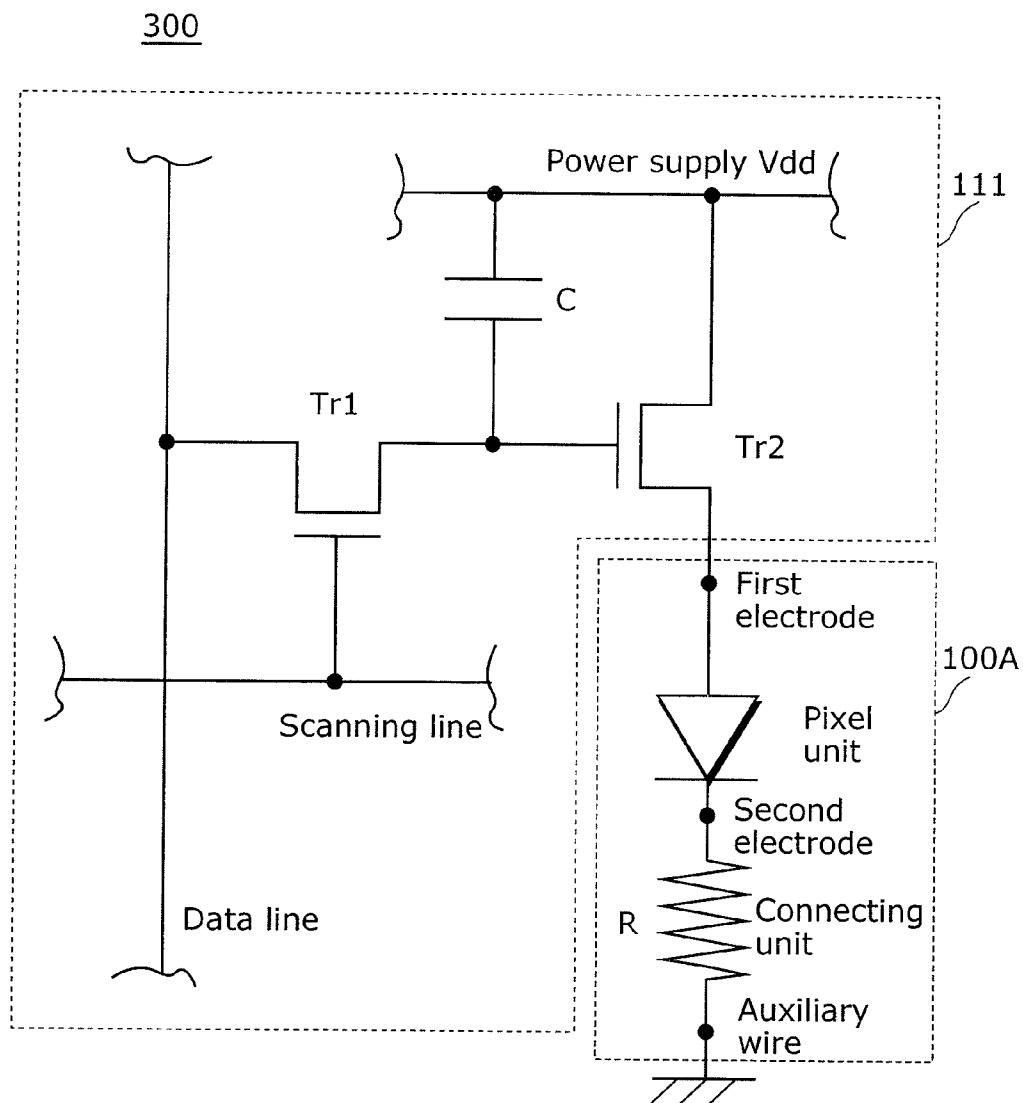 300
Power supply Vdd
111
C
Tr1
Tr2
First
electrode
100A
Scanning line
Pixel
unit
Second
electrode
Data line
R
Connecting
unit
Auxiliary
wire